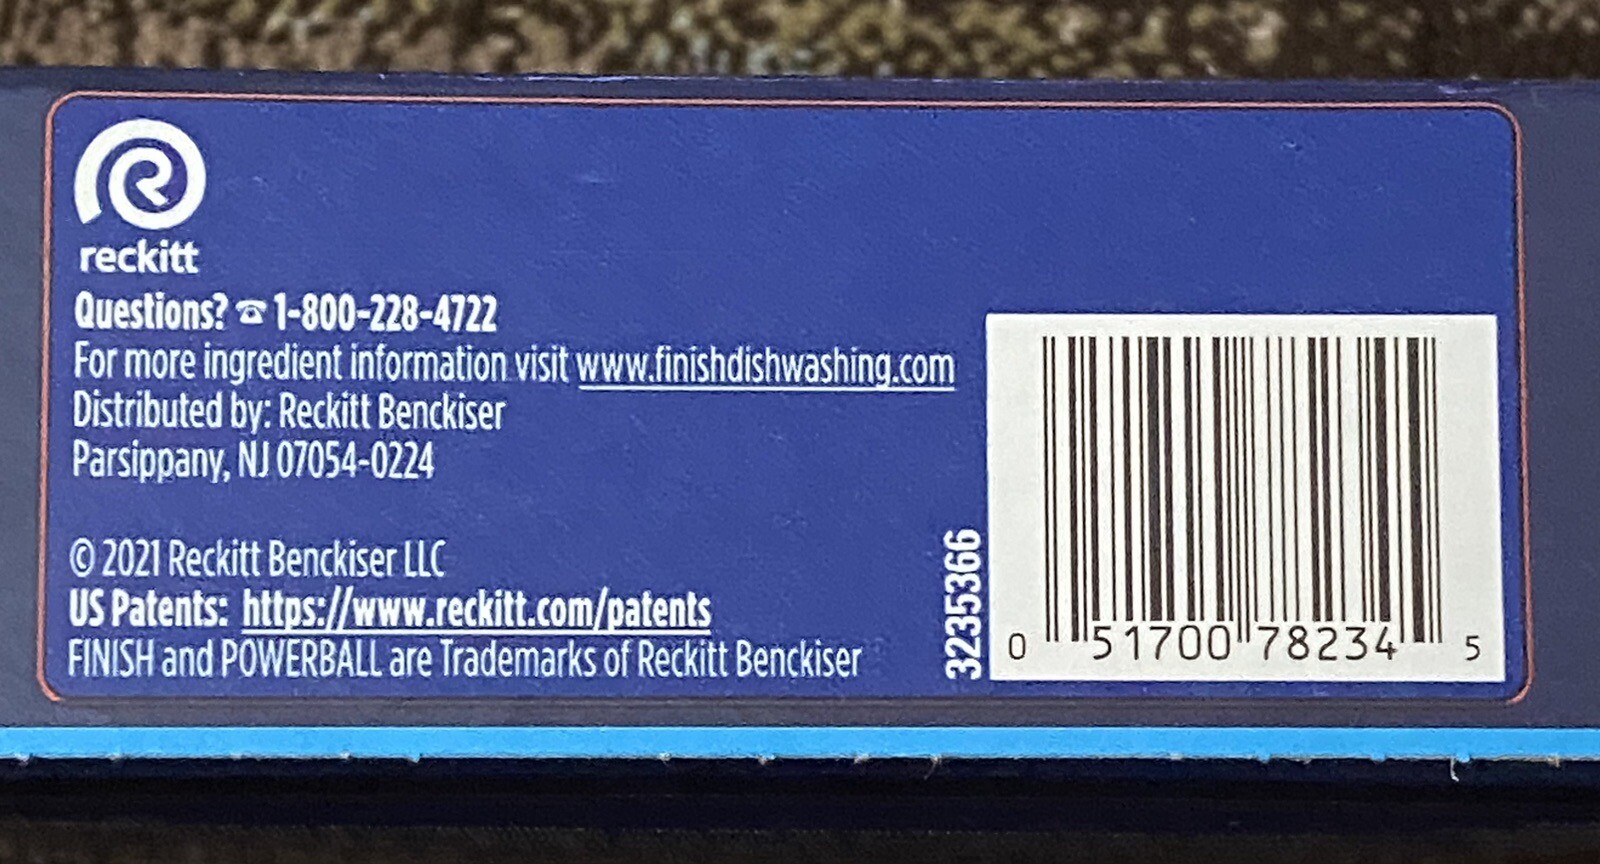 reckitt
Questions? ☎ 1-800-228-4722
For more ingredient information visit www.finishdishwashing.com
Distributed by: Reckitt Benckiser
Parsippany, NJ 07054-0224
© 2021 Reckitt Benckiser LLC
US Patents: https://www.reckitt.com/patents
FINISH and POWERBALL are Trademarks of Reckitt Benckiser
3235366
0 51700 78234 5